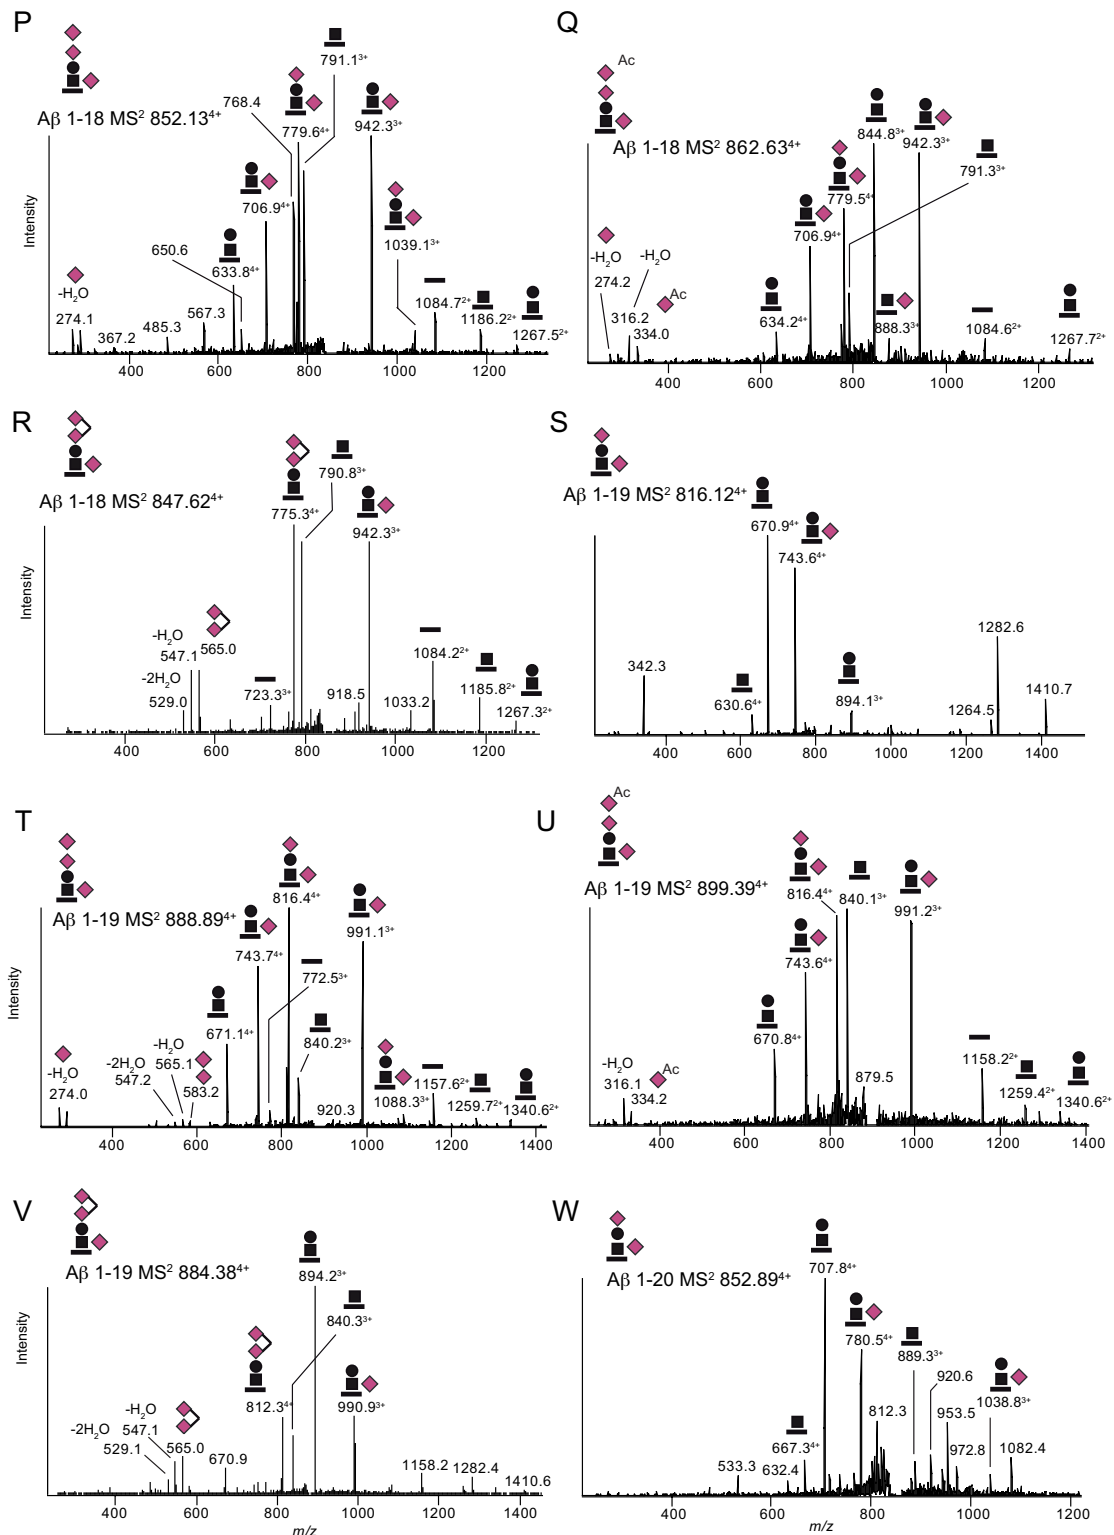 P
Aβ 1-18 MS² 852.13⁴⁺
Intensity
-H₂O
274.1
367.2
485.3
567.3
650.6
633.8⁴⁺
706.9⁴⁺
768.4
779.6⁴⁺
791.1³⁺
942.3³⁺
1039.1³⁺
1084.7²⁺
1186.2²⁺
1267.5²⁺
400 600 800 1000 1200
Q
Ac
Aβ 1-18 MS² 862.63⁴⁺
-H₂O
274.2
-H₂O
316.2
Ac
334.0
634.2⁴⁺
706.9⁴⁺
779.5⁴⁺
844.8³⁺
942.3³⁺
791.3³⁺
888.3³⁺
1084.6²⁺
1267.7²⁺
400 600 800 1000 1200
R
Aβ 1-18 MS² 847.62⁴⁺
Intensity
-H₂O
547.1
565.0
-2H₂O
529.0
723.3³⁺
775.3⁴⁺
790.8³⁺
942.3³⁺
918.5
1033.2
1084.2²⁺
1185.8²⁺
1267.3²⁺
400 600 800 1000 1200
S
Aβ 1-19 MS² 816.12⁴⁺
342.3
630.6⁴⁺
670.9⁴⁺
743.6⁴⁺
894.1³⁺
1264.5
1282.6
1410.7
400 600 800 1000 1200 1400
T
Aβ 1-19 MS² 888.89⁴⁺
Intensity
-H₂O
274.0
-2H₂O
547.2
-H₂O
565.1
583.2
671.1⁴⁺
743.7⁴⁺
816.4⁴⁺
772.5³⁺
840.2³⁺
920.3
991.1³⁺
1088.3³⁺
1157.6²⁺
1259.7²⁺
1340.6²⁺
400 600 800 1000 1200 1400
U
Ac
Aβ 1-19 MS² 899.39⁴⁺
-H₂O
316.1
Ac
334.2
670.8⁴⁺
743.6⁴⁺
816.4⁴⁺
840.1³⁺
879.5
991.2³⁺
1158.2²⁺
1259.4²⁺
1340.6²⁺
400 600 800 1000 1200 1400
V
Aβ 1-19 MS² 884.38⁴⁺
Intensity
-2H₂O
529.1
-H₂O
547.1
565.0
670.9
812.3⁴⁺
894.2³⁺
840.3³⁺
990.9³⁺
1158.2
1282.4
1410.6
400 600 800 1000 1200 1400
m/z
W
Aβ 1-20 MS² 852.89⁴⁺
533.3
632.4
667.3⁴⁺
707.8⁴⁺
780.5⁴⁺
812.3
889.3³⁺
920.6
953.5
972.8
1038.8³⁺
1082.4
400 600 800 1000 1200
m/z